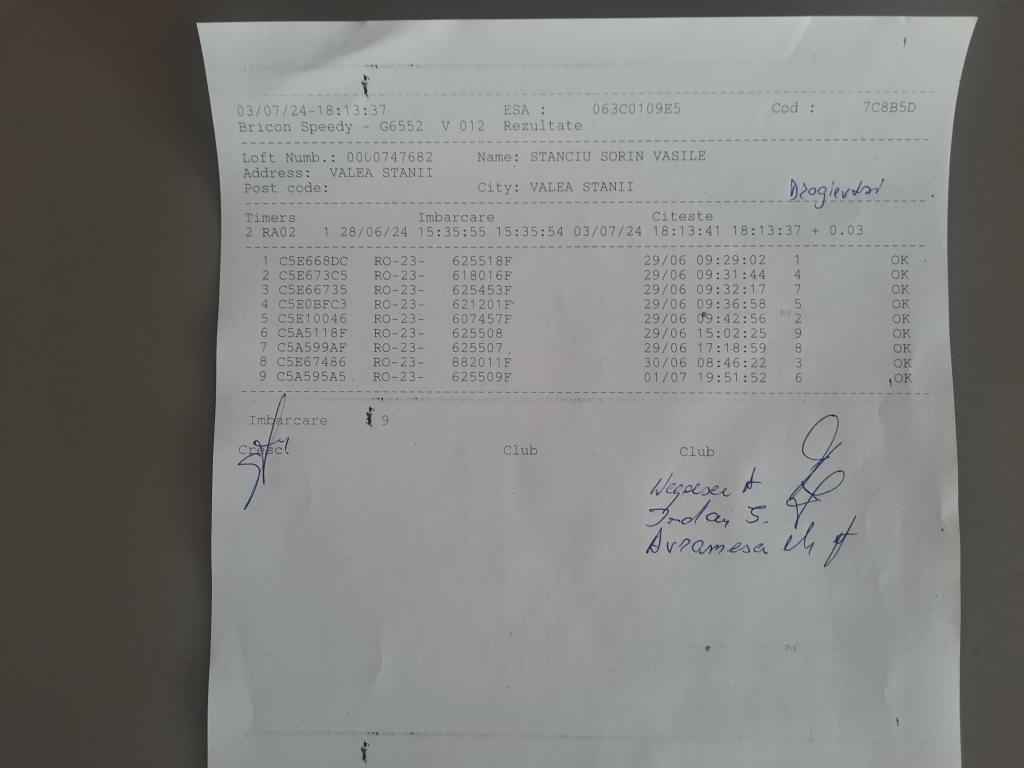 03/07/24-18:13:37 ESA : 063C0109E5 Cod : 7C8B5D
Bricon Speedy - G6552 V 012 Rezultate
Loft Numb.: 0000747682 Name: STANCIU SORIN VASILE
Address: VALEA STANII
Post code: City: VALEA STANII
Timers Imbarcare Citeste
2 RA02 1 28/06/24 15:35:55 15:35:54 03/07/24 18:13:41 18:13:37 + 0.03
1 C5E668DC RO-23- 625518F 29/06 09:29:02 1 OK
2 C5E673C5 RO-23- 618016F 29/06 09:31:44 4 OK
3 C5E66735 RO-23- 625453F 29/06 09:32:17 7 OK
4 C5E0BFC3 RO-23- 621201F 29/06 09:36:58 5 OK
5 C5E10046 RO-23- 607457F 29/06 09:42:56 2 OK
6 C5A5118F RO-23- 625508 29/06 15:02:25 9 OK
7 C5A599AF RO-23- 625507 29/06 17:18:59 8 OK
8 C5E67486 RO-23- 882011F 30/06 08:46:22 3 OK
9 C5A595A5 RO-23- 625509F 01/07 19:51:52 6 OK
Imbarcare 9
Club Club